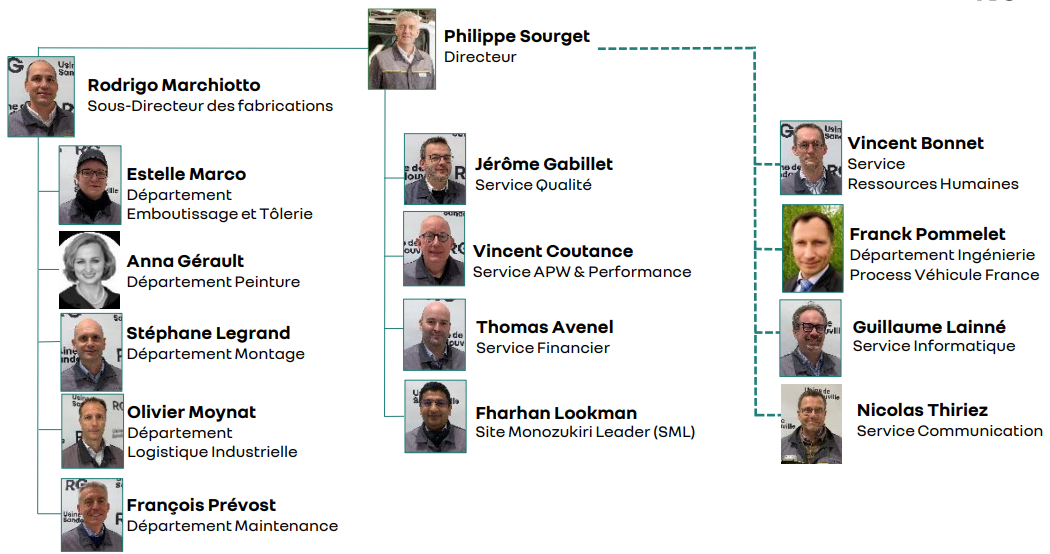 Philippe Sourget
Directeur
Rodrigo Marchiotto
Sous-Directeur des fabrications
Estelle Marco
Département
Emboutissage et Tôlerie
Anna Gérault
Département Peinture
Stéphane Legrand
Département Montage
Olivier Moynat
Département
Logistique Industrielle
François Prévost
Département Maintenance
Jérôme Gabillet
Service Qualité
Vincent Coutance
Service APW & Performance
Thomas Avenel
Service Financier
Fharhan Lookman
Site Monozukiri Leader (SML)
Vincent Bonnet
Service
Ressources Humaines
Franck Pommelet
Département Ingénierie
Process Véhicule France
Guillaume Lainné
Service Informatique
Nicolas Thiriez
Service Communication